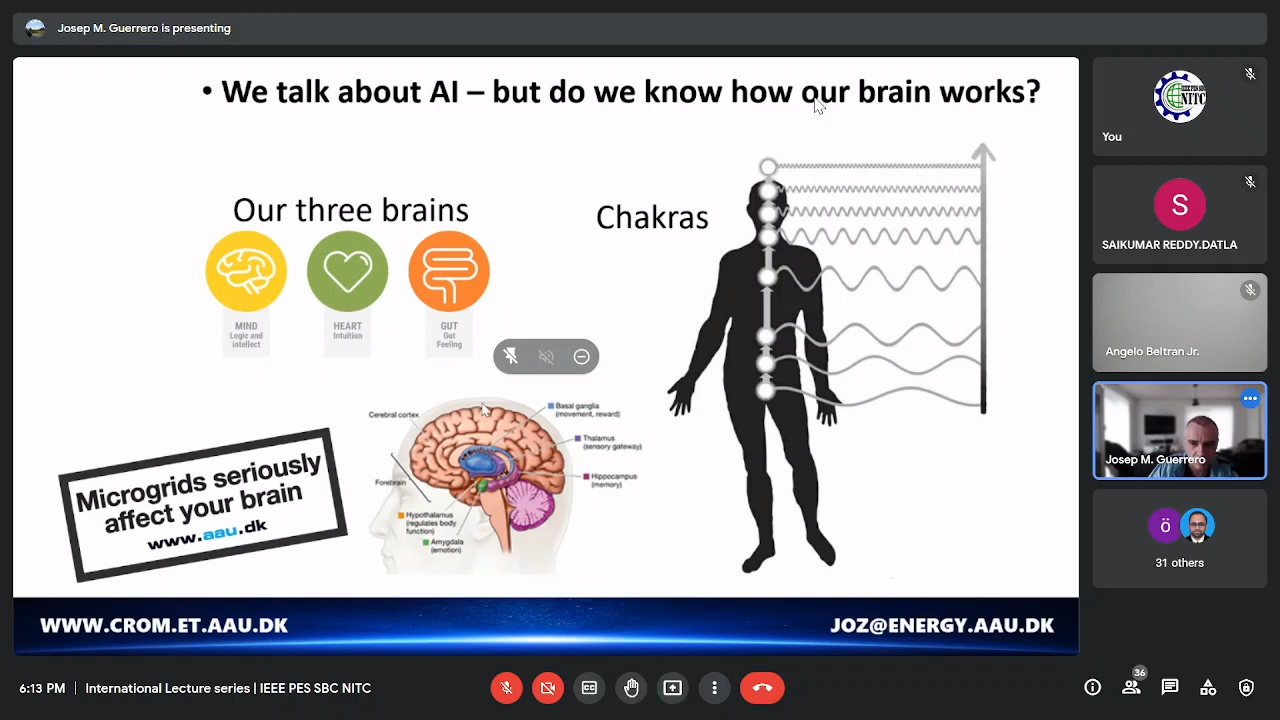 Josep M. Guerrero is presenting
• We talk about AI – but do we know how our brain works?
Our three brains
MIND
Logic and
intellect
HEART
Intuition
GUT
Gut
Feeling
Chakras
Cerebral cortex
Forebrain
Basal ganglia
(movement, reward)
Thalamus
(sensory gateway)
Hippocampus
(memory)
Hypothalamus
(regulates body
function)
Amygdala
(emotion)
Microgrids seriously
affect your brain
www.aau.dk
WWW.CROM.ET.AAU.DK
JOZ@ENERGY.AAU.DK
NITC
You
S
SAIKUMAR REDDY.DATLA
Angelo Beltran Jr.
Josep M. Guerrero
ö
31 others
6:13 PM | International Lecture series | IEEE PES SBC NITC
36